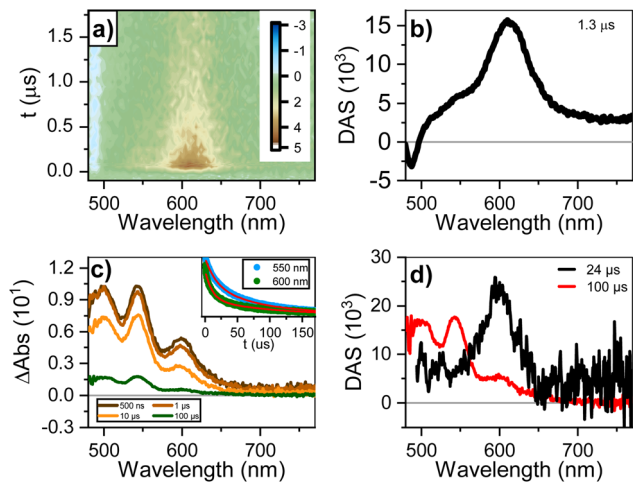 a)
-3
-1
0
2
4
5
1.5
1.0
0.5
0.0
t (μs)
500
600
700
Wavelength (nm)
b)
1.3 μs
15
10
5
0
-5
DAS (10³)
500
600
700
Wavelength (nm)
c)
550 nm
600 nm
0
50
100
150
t (us)
1.2
0.9
0.6
0.3
0.0
-0.3
ΔAbs (10¹)
500 ns
1 μs
10 μs
100 μs
500
600
700
Wavelength (nm)
d)
24 μs
100 μs
30
20
10
0
DAS (10³)
500
600
700
Wavelength (nm)